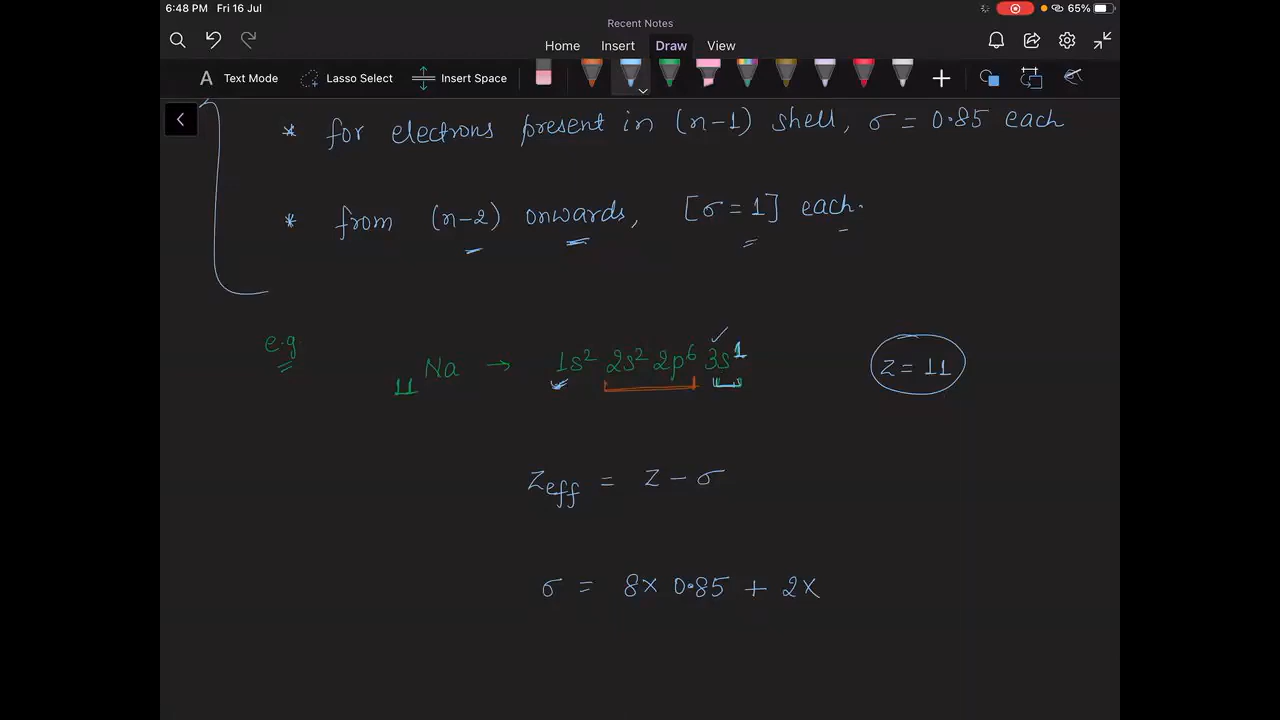 6:48 PM Fri 16 Jul
65%
Recent Notes
Home Insert Draw View
A Text Mode Lasso Select Insert Space
* for electrons present in (n-1) shell, σ = 0.85 each
* from (n-2) onwards, [σ = 1] each.
e.g
₁₁Na → 1s² 2s² 2p⁶ 3s¹
Z = 11
Zeff = Z - σ
σ = 8x 0.85 + 2x